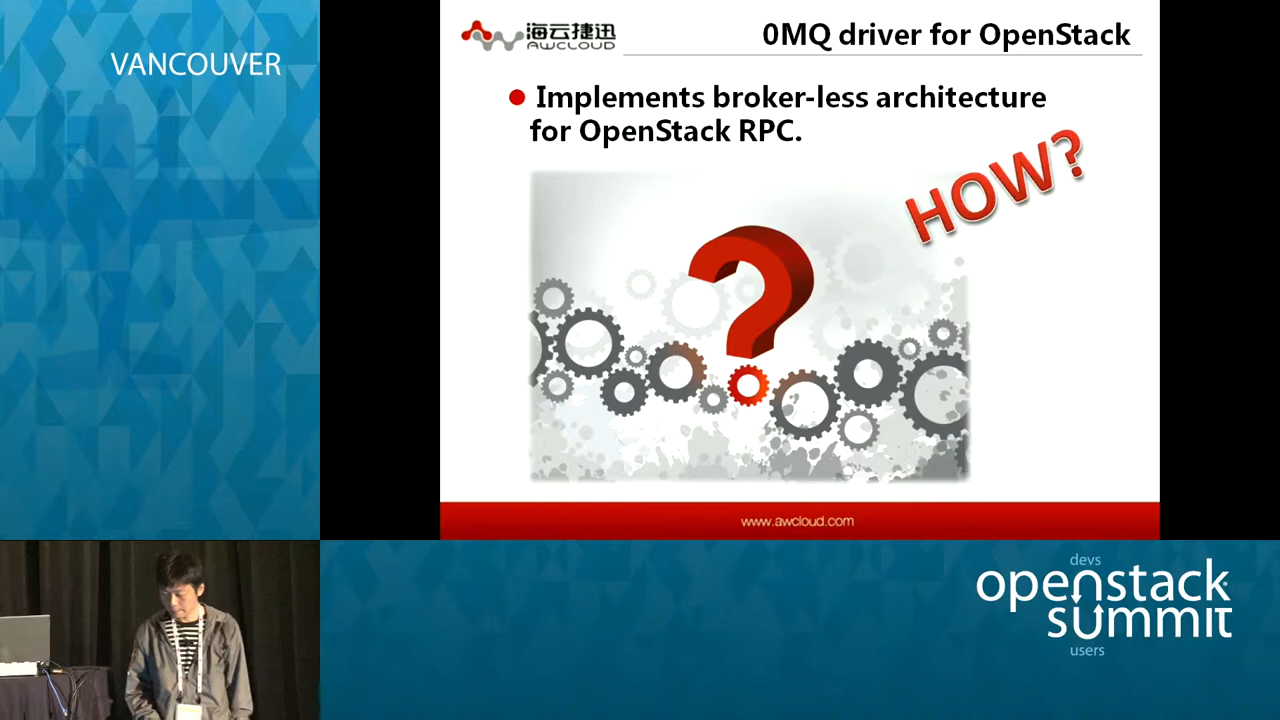 VANCOUVER
海云捷迅
AWCLOUD
0MQ driver for OpenStack
Implements broker-less architecture
for OpenStack RPC.
HOW?
www.awcloud.com
devs
openstack
summit
users